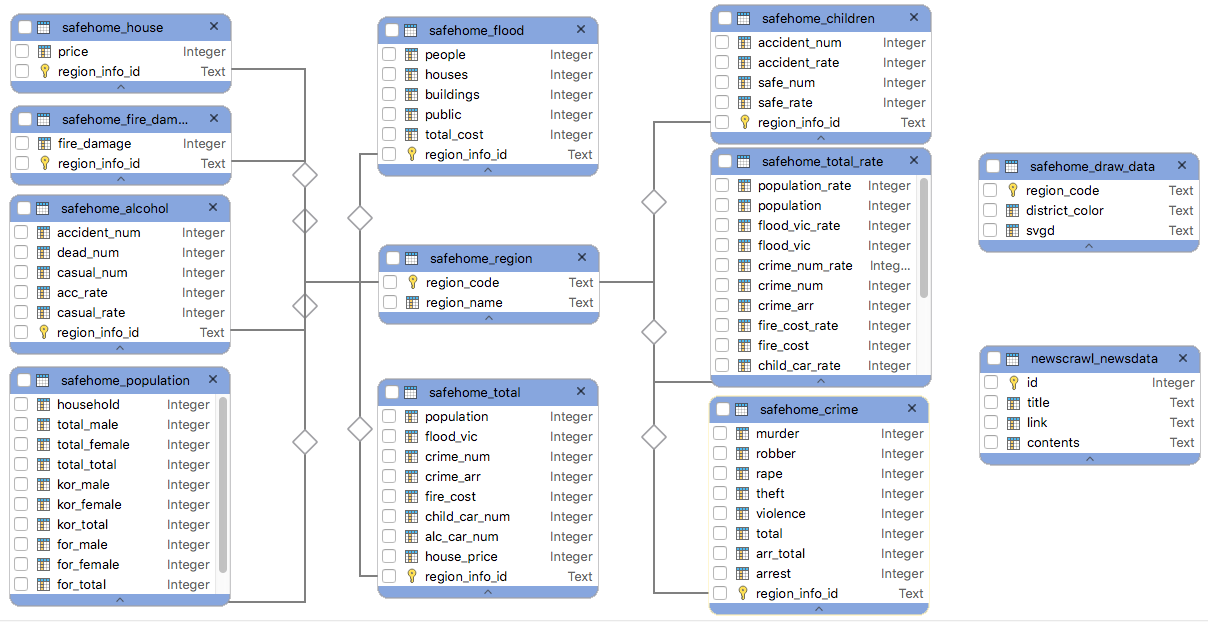 safehome_house
price Integer
region_info_id Text
safehome_fire_dam...
fire_damage Integer
region_info_id Text
safehome_alcohol
accident_num Integer
dead_num Integer
casual_num Integer
acc_rate Integer
casual_rate Integer
region_info_id Text
safehome_population
household Integer
total_male Integer
total_female Integer
total_total Integer
kor_male Integer
kor_female Integer
kor_total Integer
for_male Integer
for_female Integer
for_total Integer
safehome_flood
people Integer
houses Integer
buildings Integer
public Integer
total_cost Integer
region_info_id Text
safehome_region
region_code Text
region_name Text
safehome_total
population Integer
flood_vic Integer
crime_num Integer
crime_arr Integer
fire_cost Integer
child_car_num Integer
alc_car_num Integer
house_price Integer
region_info_id Text
safehome_children
accident_num Integer
accident_rate Integer
safe_num Integer
safe_rate Integer
region_info_id Text
safehome_total_rate
population_rate Integer
population Integer
flood_vic_rate Integer
flood_vic Integer
crime_num_rate Integ...
crime_num Integer
crime_arr Integer
fire_cost_rate Integer
fire_cost Integer
child_car_rate Integer
safehome_crime
murder Integer
robber Integer
rape Integer
theft Integer
violence Integer
total Integer
arr_total Integer
arrest Integer
region_info_id Text
safehome_draw_data
region_code Text
district_color Text
svgd Text
newscrawl_newsdata
id Integer
title Text
link Text
contents Text